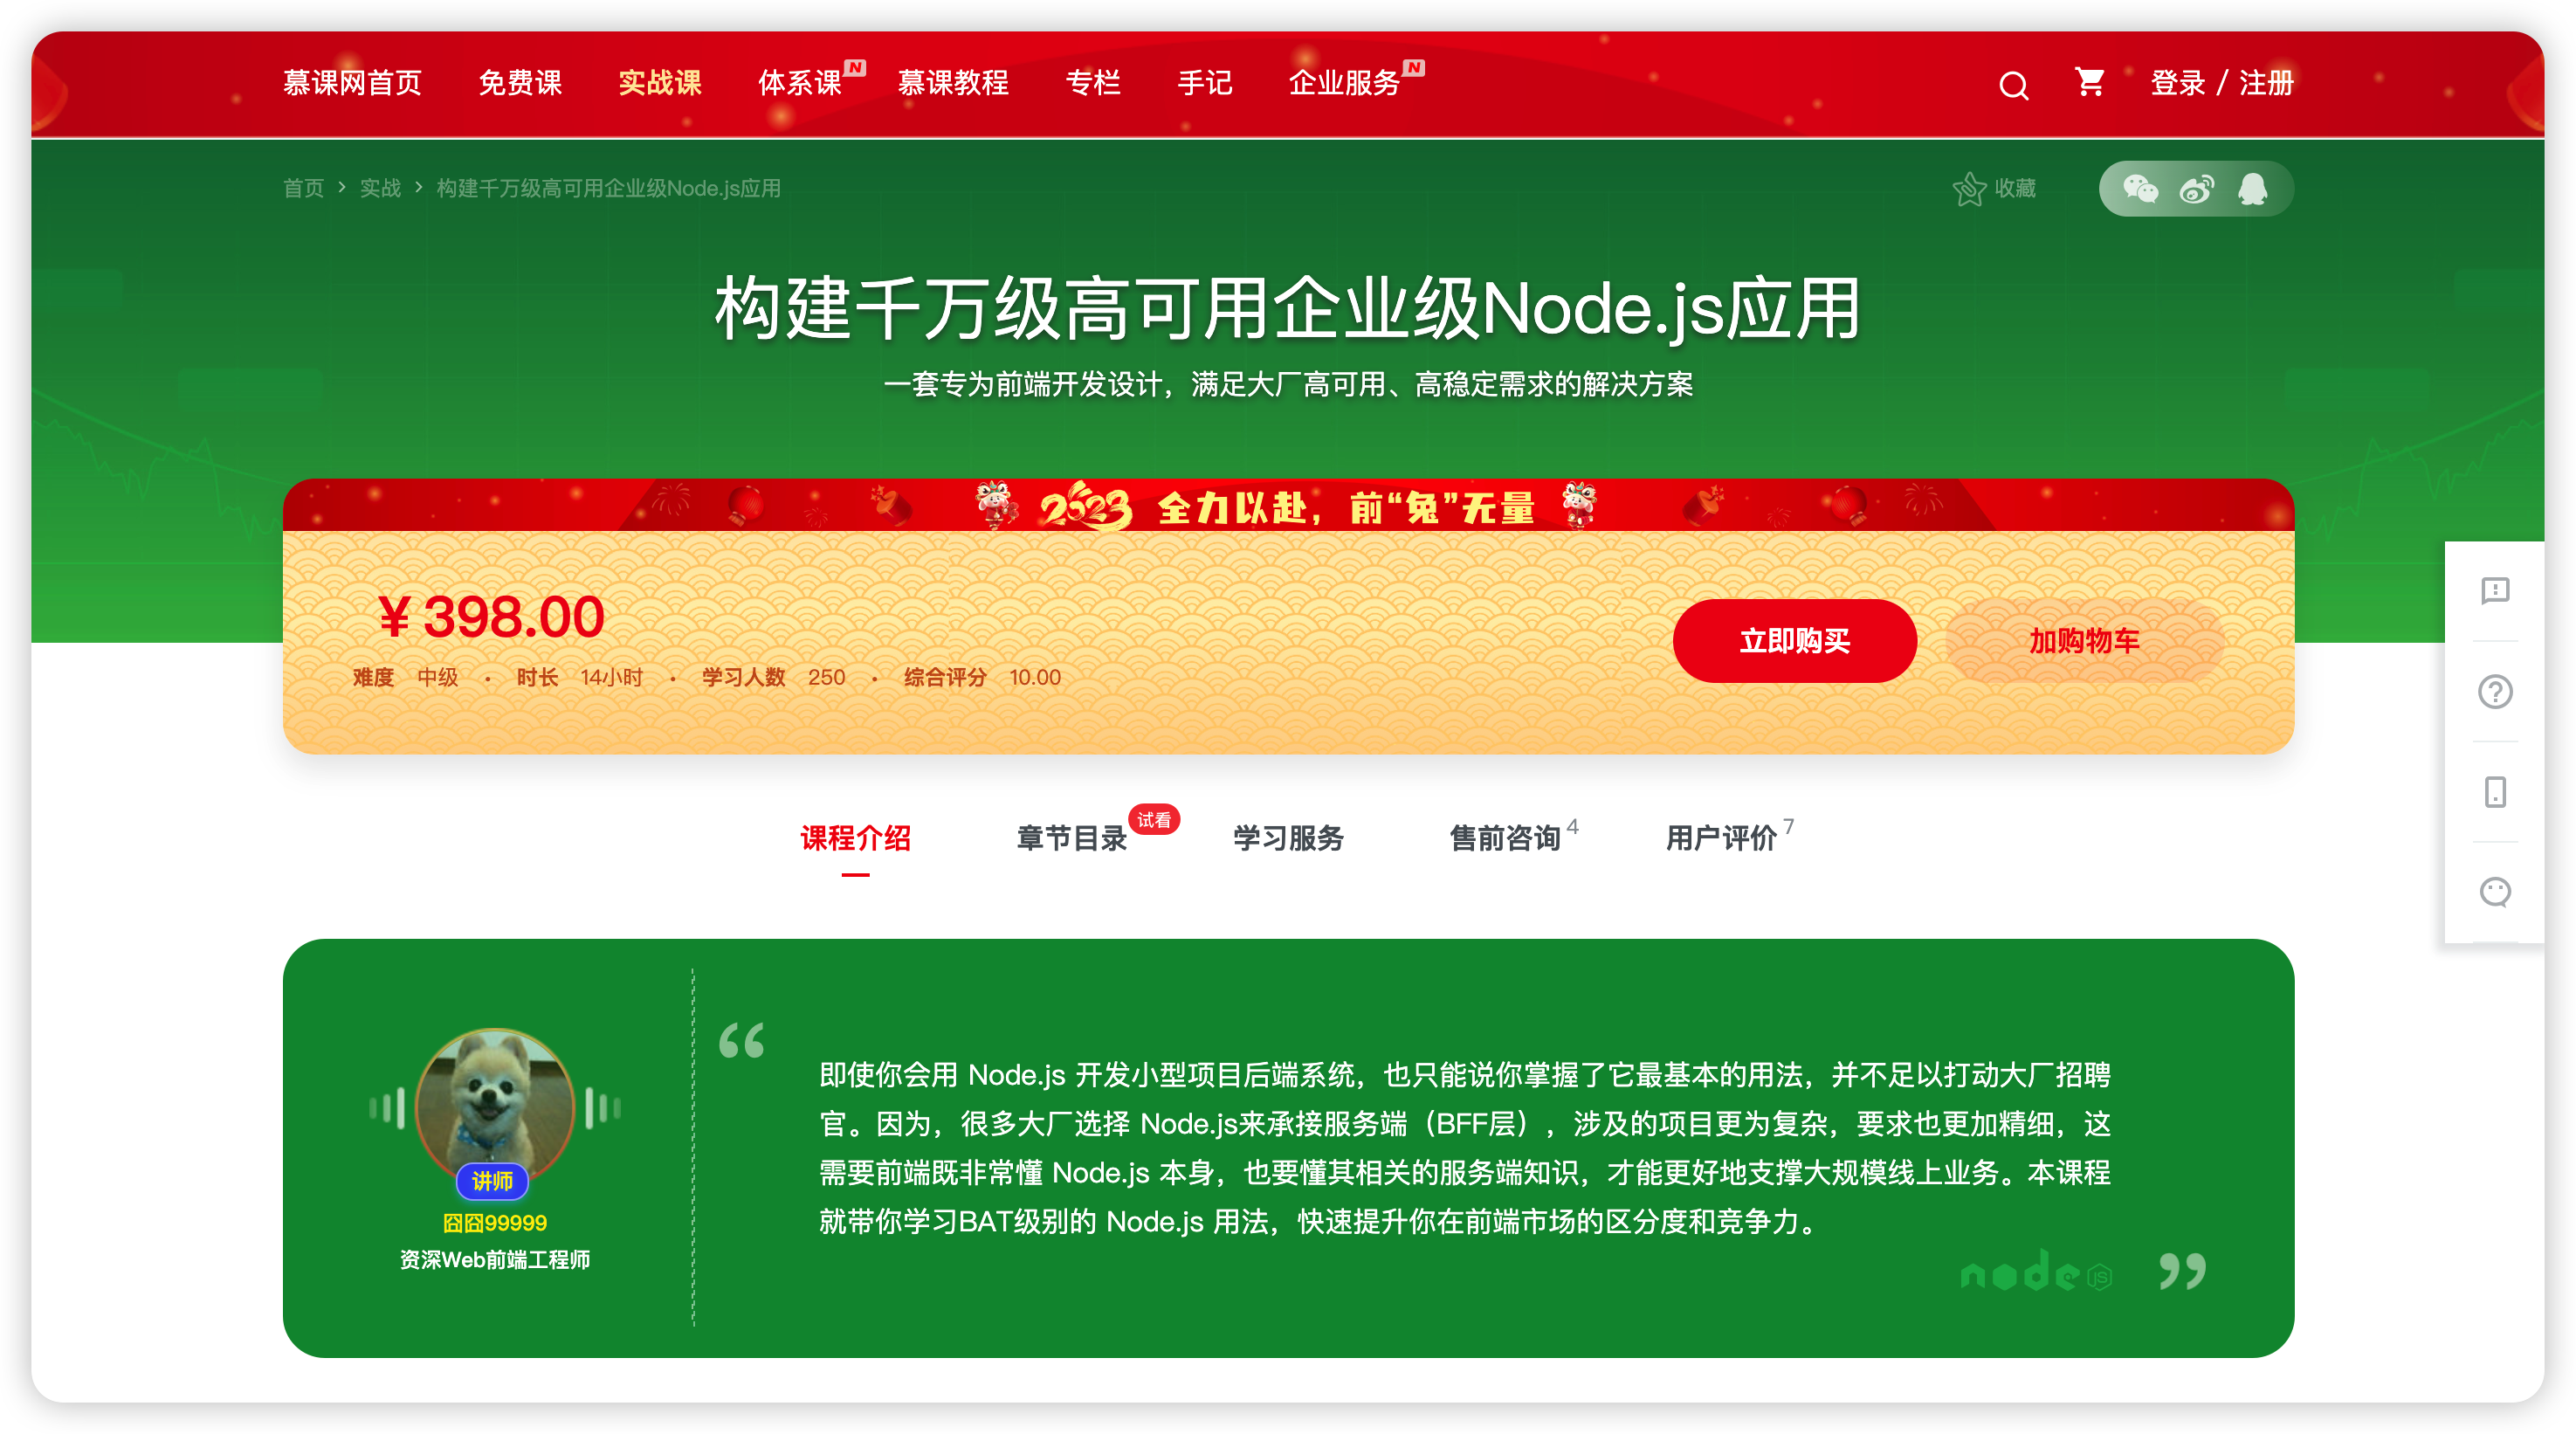 慕课网首页 免费课 实战课 体系课 N 慕课教程 专栏 手记 企业服务 N 登录 / 注册
首页 > 实战 > 构建千万级高可用企业级Node.js应用 收藏
构建千万级高可用企业级Node.js应用
一套专为前端开发设计，满足大厂高可用、高稳定需求的解决方案
2023 全力以赴，前“兔”无量
¥ 398.00
难度 中级 · 时长 14小时 · 学习人数 250 · 综合评分 10.00
立即购买 加购物车
课程介绍 章节目录 试看 学习服务 售前咨询 4 用户评价 7
“
即使你会用 Node.js 开发小型项目后端系统，也只能说你掌握了它最基本的用法，并不足以打动大厂招聘
官。因为，很多大厂选择 Node.js来承接服务端（BFF层），涉及的项目更为复杂，要求也更加精细，这
需要前端既非常懂 Node.js 本身，也要懂其相关的服务端知识，才能更好地支撑大规模线上业务。本课程
就带你学习BAT级别的 Node.js 用法，快速提升你在前端市场的区分度和竞争力。
讲师
囧囧99999
资深Web前端工程师
node JS ”